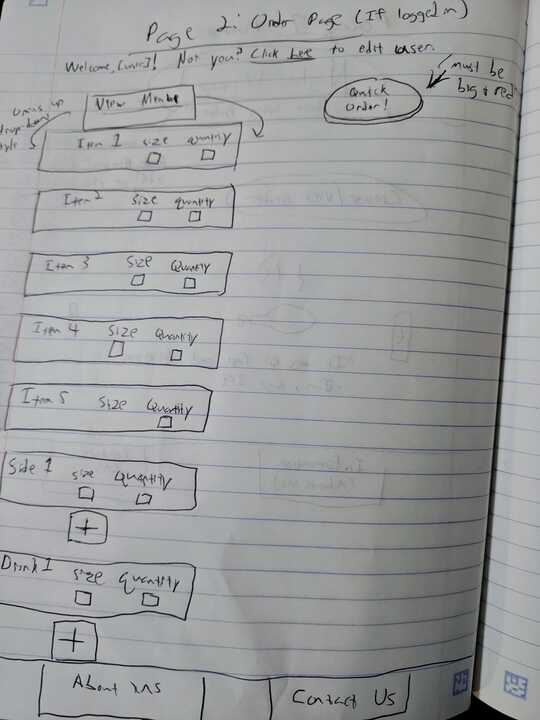 Page 2: Order Page (If logged in)
Welcome, [user]! Not you? Click here to edit user.
must be
big + red
View Menu
Quick
Order!
opens up
drop down
style
Item 1 size quantity
Item 2 Size quantity
Item 3 Size Quantity
Item 4 Size Quantity
Item 5 Size Quantity
Side 1 size Quantity
+
Drink 1 size quantity
+
About us
Contact Us